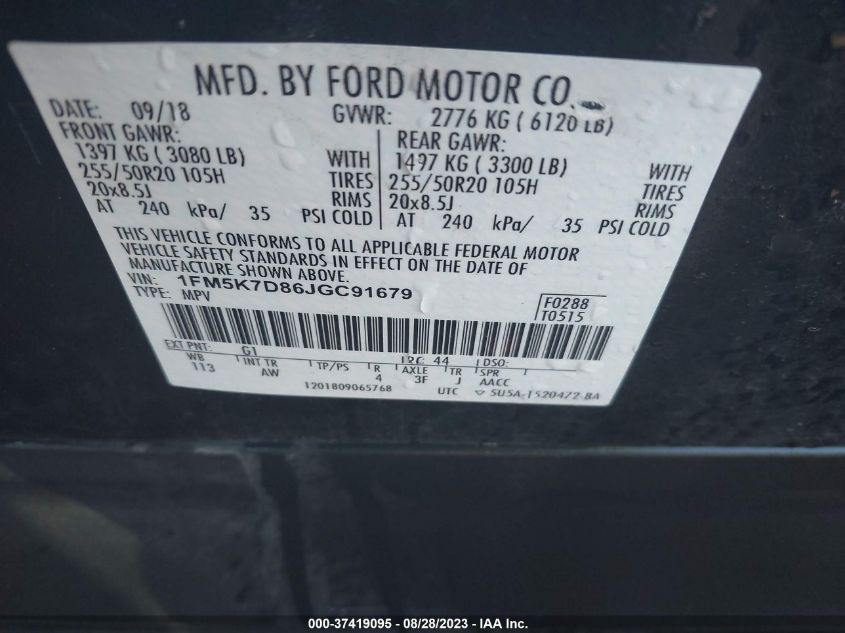 MFD. BY FORD MOTOR CO.
DATE: 09/18 GVWR: 2776 KG ( 6120 LB)
FRONT GAWR: REAR GAWR:
1397 KG ( 3080 LB) WITH 1497 KG ( 3300 LB) WITH
255/50R20 105H TIRES 255/50R20 105H TIRES
20x8.5J RIMS 20x8.5J RIMS
AT 240 kPa/ 35 PSI COLD AT 240 kPa/ 35 PSI COLD
THIS VEHICLE CONFORMS TO ALL APPLICABLE FEDERAL MOTOR
VEHICLE SAFETY STANDARDS IN EFFECT ON THE DATE OF
MANUFACTURE SHOWN ABOVE.
VIN: 1FM5K7D86JGC91679
TYPE: MPV
F0288
T0515
EXT PNT: G1 RC: 44 DSO:
WB INT TR TP/PS R AXLE TR SPR
113 AW 4 3F J AACC
1201809065768 UTC 5U5A-1520472-BA
000-37419095 - 08/28/2023 - IAA Inc.